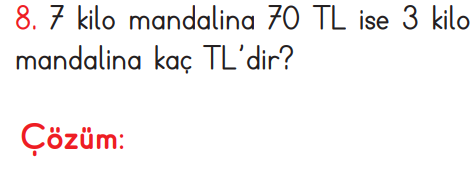 8. 7 kilo mandalina 70 TL ise 3 kilo
mandalina kaç TL'dir?
Çözüm: